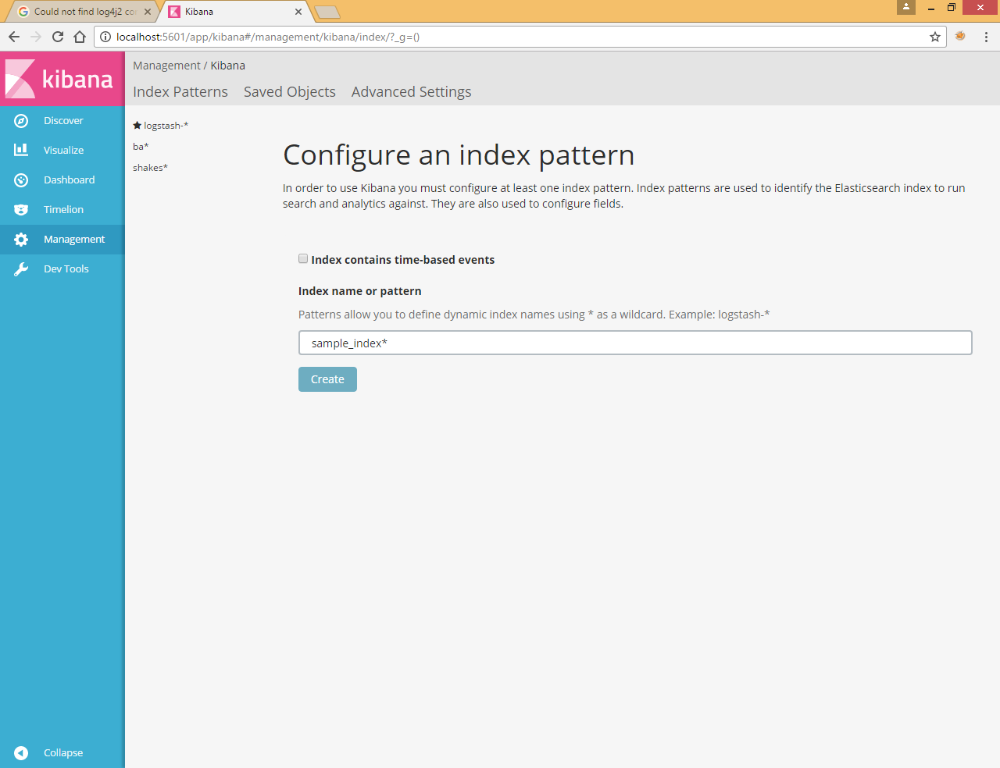 Could not find log4j2 co
Kibana
localhost:5601/app/kibana#/management/kibana/index/?_g=()
kibana
Discover
Visualize
Dashboard
Timelion
Management
Dev Tools
Collapse
Management / Kibana
Index Patterns Saved Objects Advanced Settings
logstash-*
ba*
shakes*
Configure an index pattern
In order to use Kibana you must configure at least one index pattern. Index patterns are used to identify the Elasticsearch index to run
search and analytics against. They are also used to configure fields.
Index contains time-based events
Index name or pattern
Patterns allow you to define dynamic index names using * as a wildcard. Example: logstash-*
sample_index*
Create